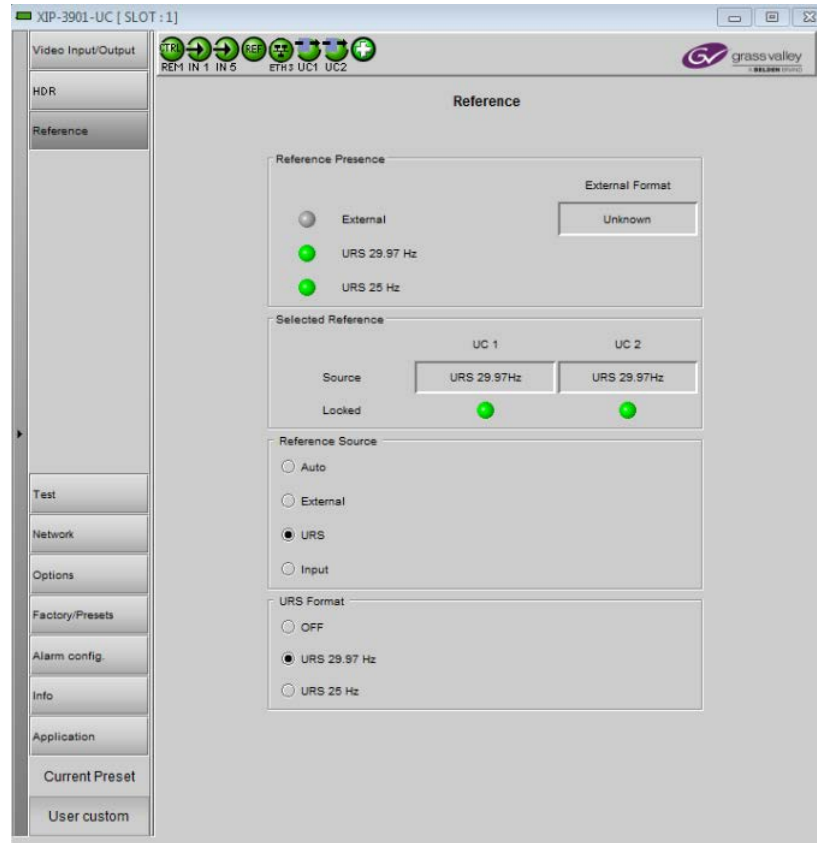 XIP-3901-UC [ SLOT : 1]
Video Input/Output
HDR
Reference
Test
Network
Options
Factory/Presets
Alarm config.
Info
Application
Current Preset
User custom
CTRL REF
REM IN 1 IN 5 ETH 3 UC1 UC2
GV grass valley
A BELDEN BRAND
Reference
Reference Presence
External Format
External Unknown
URS 29.97 Hz
URS 25 Hz
Selected Reference
UC 1 UC 2
Source URS 29.97Hz URS 29.97Hz
Locked
Reference Source
Auto
External
URS
Input
URS Format
OFF
URS 29.97 Hz
URS 25 Hz